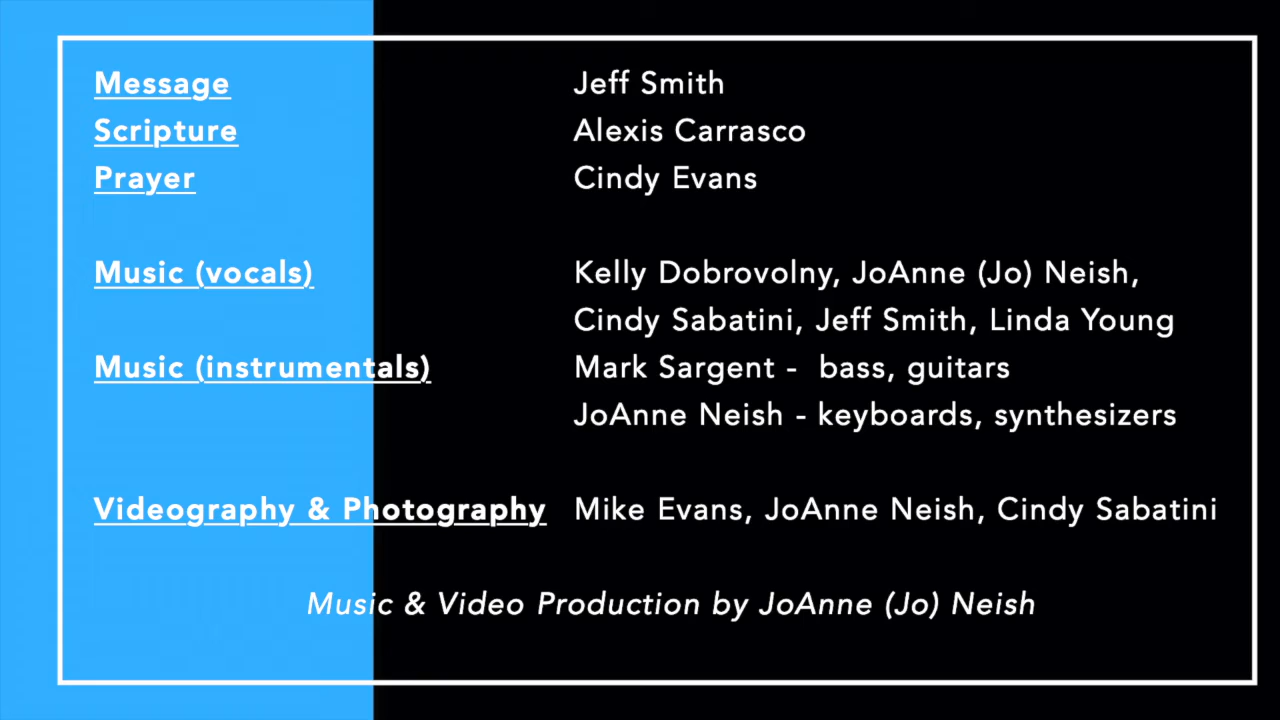 Message Jeff Smith
Scripture Alexis Carrasco
Prayer Cindy Evans
Music (vocals) Kelly Dobrovolny, JoAnne (Jo) Neish,
Cindy Sabatini, Jeff Smith, Linda Young
Music (instrumentals) Mark Sargent - bass, guitars
JoAnne Neish - keyboards, synthesizers
Videography & Photography Mike Evans, JoAnne Neish, Cindy Sabatini
Music & Video Production by JoAnne (Jo) Neish